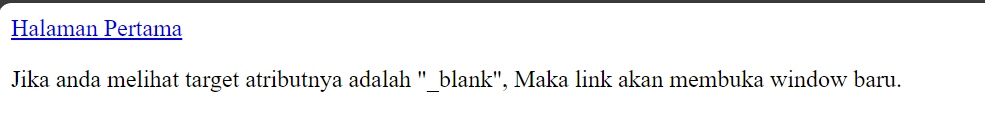 Halaman Pertama
Jika anda melihat target atributnya adalah "_blank", Maka link akan membuka window baru.